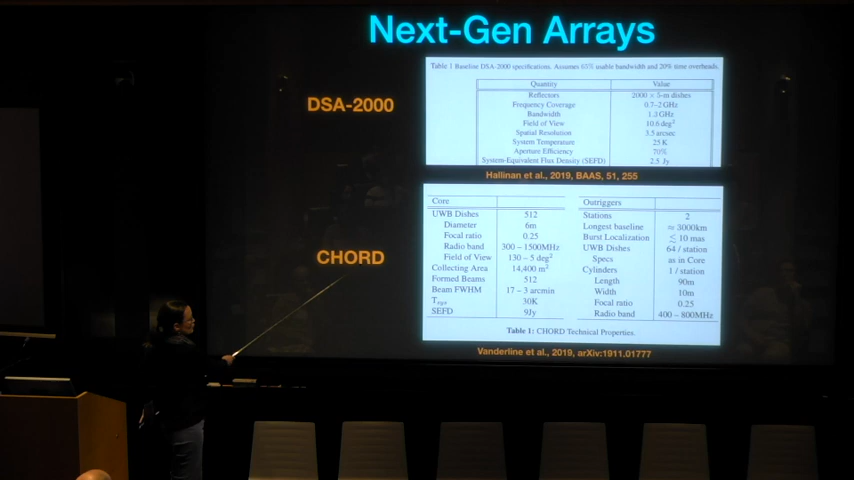 Next-Gen Arrays
DSA-2000
Table 1 Baseline DSA-2000 specifications. Assumes 65% usable bandwidth and 20% time overheads.
Quantity Value
Reflectors 2000 × 5-m dishes
Frequency Coverage 0.7–2 GHz
Bandwidth 1.3 GHz
Field of View 10.6 deg²
Spatial Resolution 3.5 arcsec
System Temperature 25 K
Aperture Efficiency 70%
System-Equivalent Flux Density (SEFD) 2.5 Jy
Hallinan et al., 2019, BAAS, 51, 255
CHORD
Core
UWB Dishes 512
Diameter 6m
Focal ratio 0.25
Radio band 300 – 1500MHz
Field of View 130 – 5 deg²
Collecting Area 14,400 m²
Formed Beams 512
Beam FWHM 17 – 3 arcmin
Tsys 30K
SEFD 9Jy
Outriggers
Stations 2
Longest baseline ≈ 3000km
Burst Localization ≲ 10 mas
UWB Dishes 64 / station
Specs as in Core
Cylinders 1 / station
Length 90m
Width 10m
Focal ratio 0.25
Radio band 400 – 800MHz
Table 1: CHORD Technical Properties.
Vanderline et al., 2019, arXiv:1911.01777